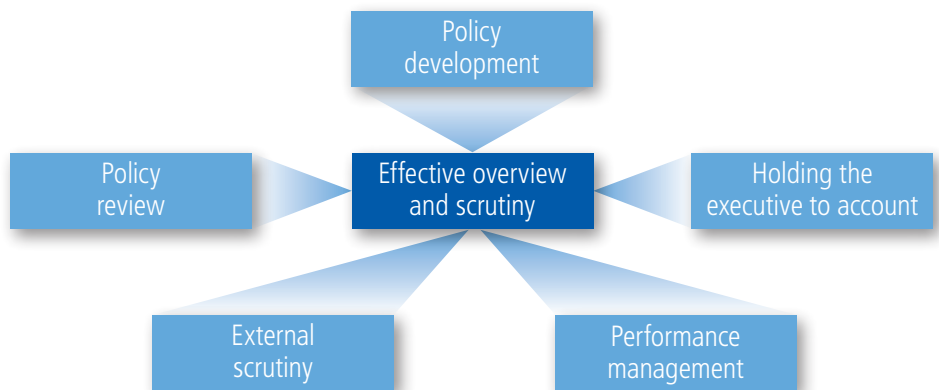 Policy
development
Policy
review
Effective overview
and scrutiny
Holding the
executive to account
External
scrutiny
Performance
management